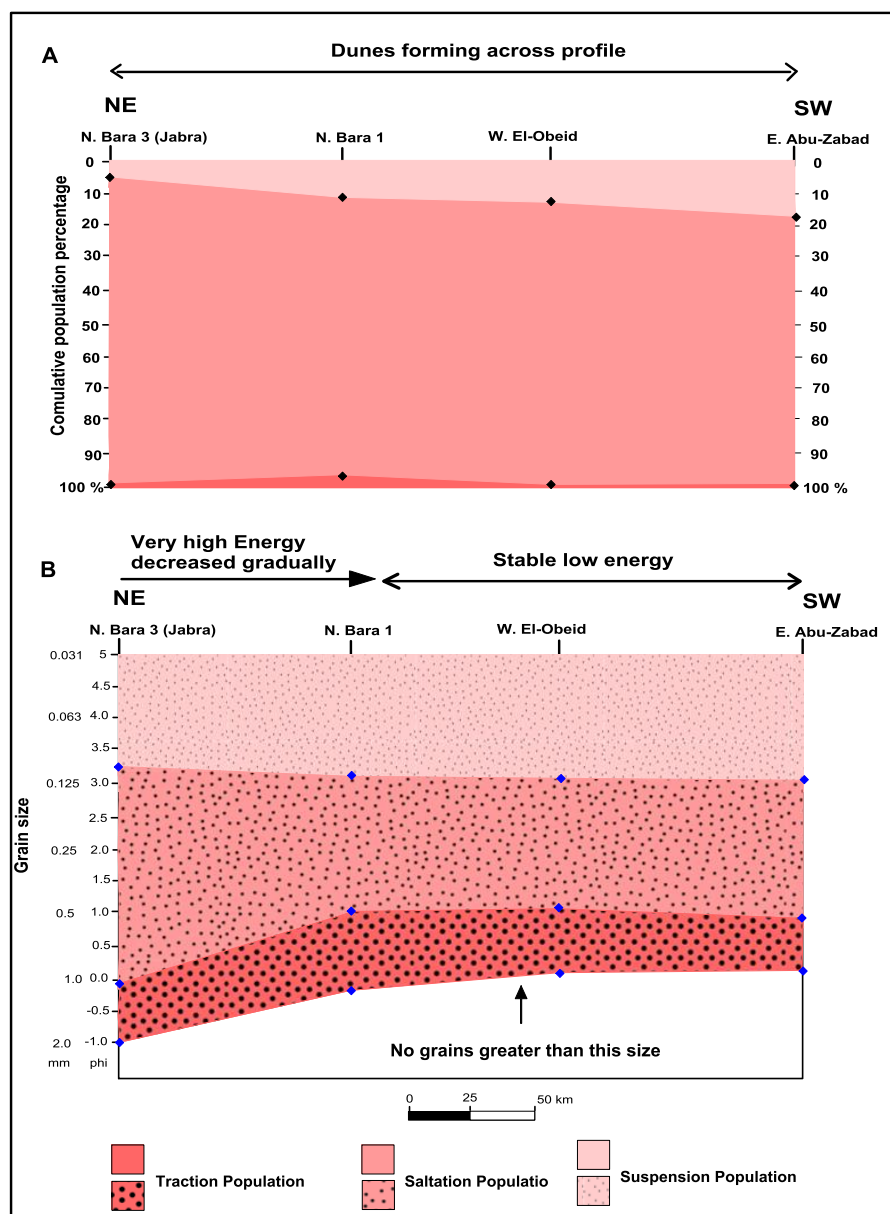 A
Dunes forming across profile
NE
SW
N. Bara 3 (Jabra)
N. Bara 1
W. El-Obeid
E. Abu-Zabad
Comulative population percentage
0
10
20
30
40
50
60
70
80
90
100 %
0
10
20
30
40
50
60
70
80
90
100 %
B
Very high Energy
decreased gradually
Stable low energy
NE
SW
N. Bara 3 (Jabra)
N. Bara 1
W. El-Obeid
E. Abu-Zabad
Grain size
0.031
0.063
0.125
0.25
0.5
1.0
2.0
mm
5
4.5
4.0
3.5
3.0
2.5
2.0
1.5
1.0
0.5
0.0
-0.5
-1.0
phi
No grains greater than this size
0
25
50 km
Traction Population
Saltation Populatio
Suspension Population